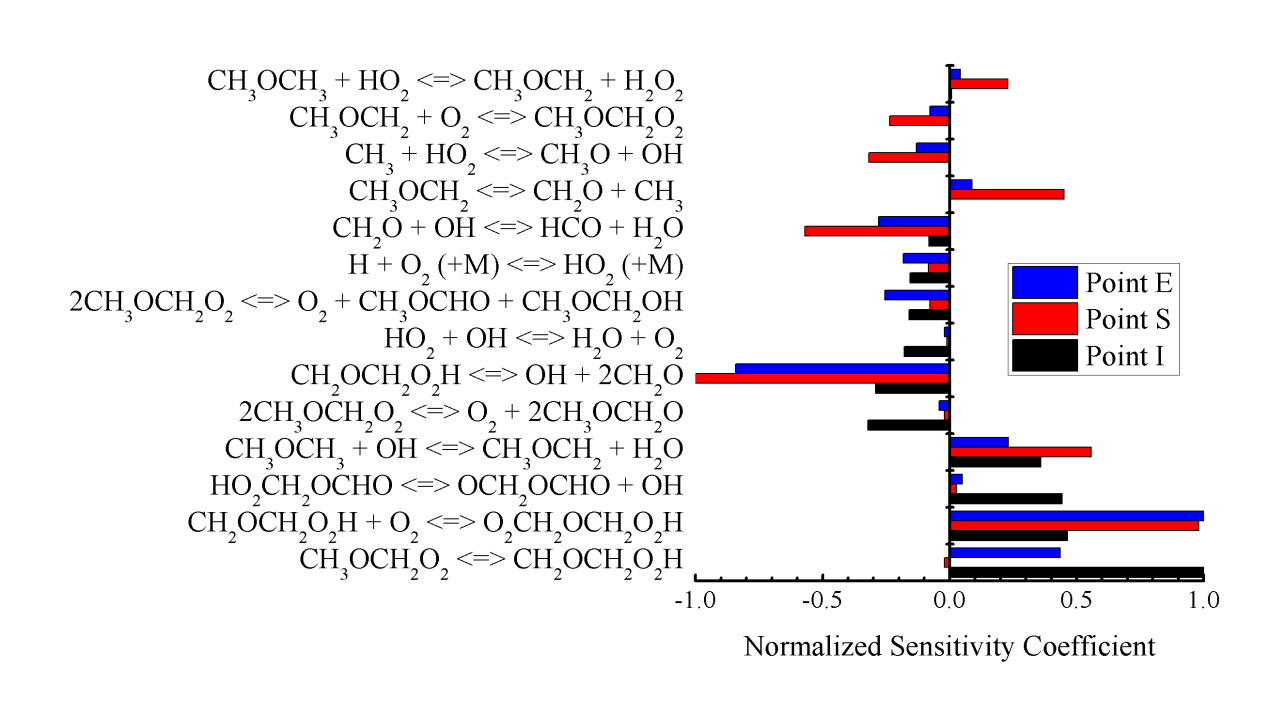 CH₃OCH₃ + HO₂ <=> CH₃OCH₂ + H₂O₂
CH₃OCH₂ + O₂ <=> CH₃OCH₂O₂
CH₃ + HO₂ <=> CH₃O + OH
CH₃OCH₂ <=> CH₂O + CH₃
CH₂O + OH <=> HCO + H₂O
H + O₂ (+M) <=> HO₂ (+M)
2CH₃OCH₂O₂ <=> O₂ + CH₃OCHO + CH₃OCH₂OH
HO₂ + OH <=> H₂O + O₂
CH₂OCH₂O₂H <=> OH + 2CH₂O
2CH₃OCH₂O₂ <=> O₂ + 2CH₃OCH₂O
CH₃OCH₃ + OH <=> CH₃OCH₂ + H₂O
HO₂CH₂OCHO <=> OCH₂OCHO + OH
CH₂OCH₂O₂H + O₂ <=> O₂CH₂OCH₂O₂H
CH₃OCH₂O₂ <=> CH₂OCH₂O₂H
Point E
Point S
Point I
-1.0 -0.5 0.0 0.5 1.0
Normalized Sensitivity Coefficient